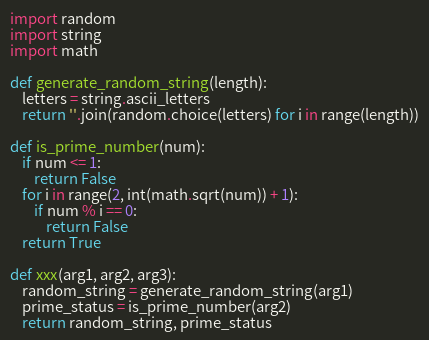 import random
import string
import math

def generate_random_string(length):
    letters = string.ascii_letters
    return ''.join(random.choice(letters) for i in range(length))

def is_prime_number(num):
    if num <= 1:
        return False
    for i in range(2, int(math.sqrt(num)) + 1):
        if num % i == 0:
            return False
    return True

def xxx(arg1, arg2, arg3):
    random_string = generate_random_string(arg1)
    prime_status = is_prime_number(arg2)
    return random_string, prime_status